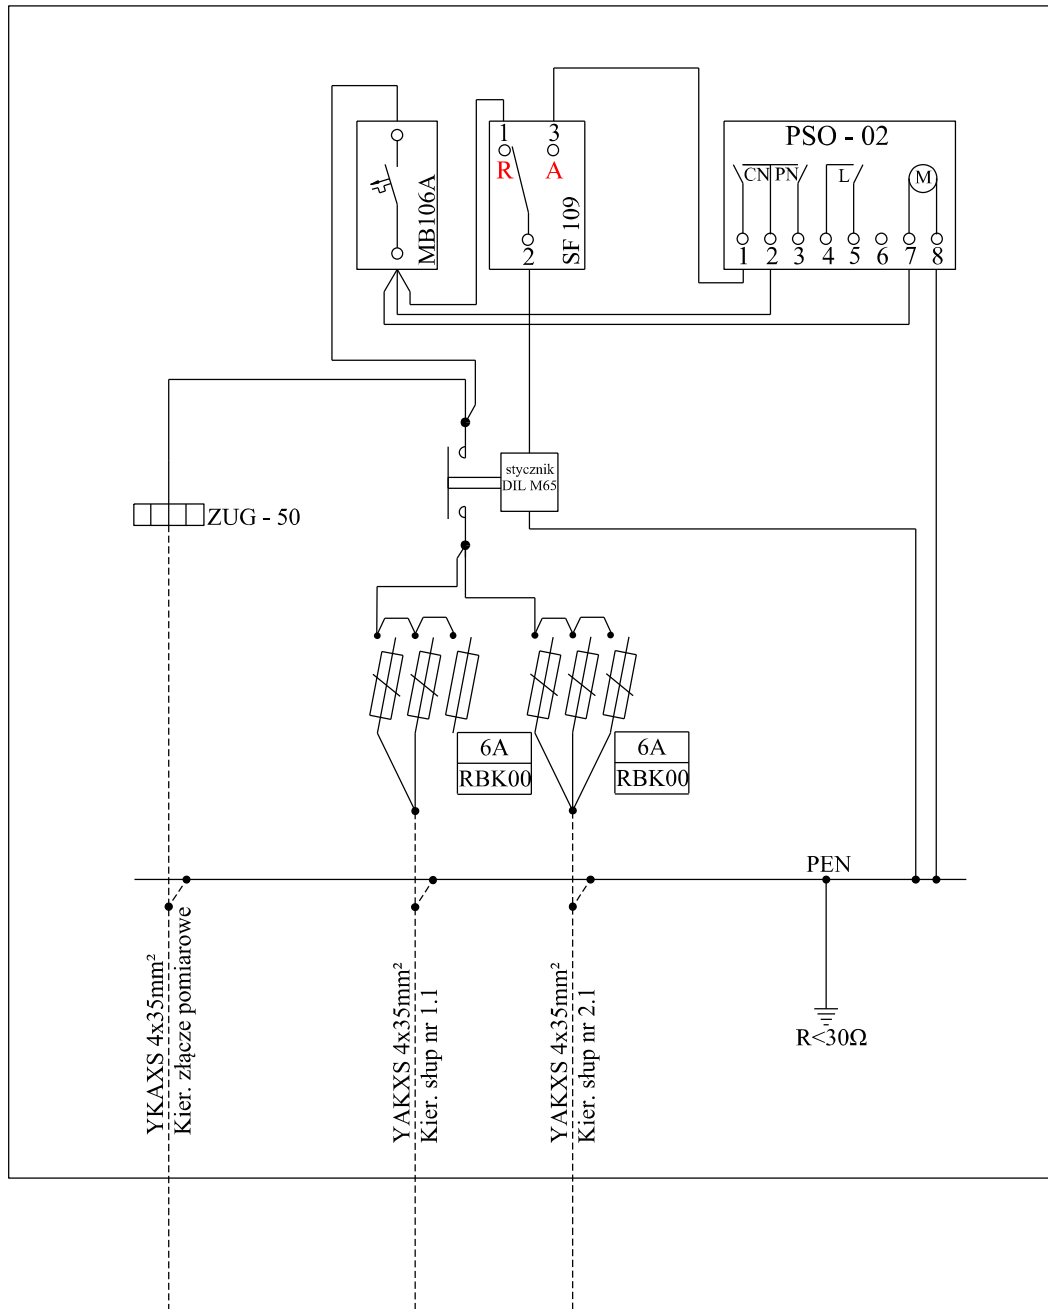 PSO - 02
1 3
R A
CN PN L M
MB106A
SF 109
2
1 2 3 4 5 6 7 8
stycznik
DIL M65
ZUG - 50
6A
RBK00
6A
RBK00
PEN
R<30Ω
YKAXS 4x35mm²
Kier. złącze pomiarowe
YAKXS 4x35mm²
Kier. słup nr 1.1
YAKXS 4x35mm²
Kier. słup nr 2.1